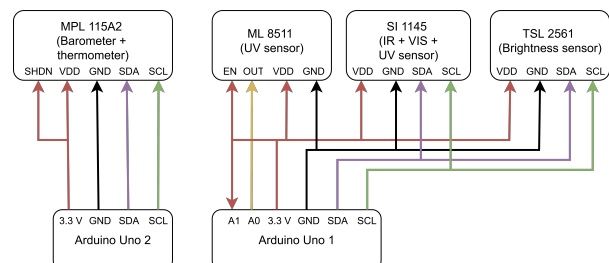 MPL 115A2
(Barometer +
thermometer)
SHDN VDD GND SDA SCL
ML 8511
(UV sensor)
EN OUT VDD GND
SI 1145
(IR + VIS +
UV sensor)
VDD GND SDA SCL
TSL 2561
(Brightness sensor)
VDD GND SDA SCL
3.3 V GND SDA SCL
Arduino Uno 2
A1 A0 3.3 V GND SDA SCL
Arduino Uno 1